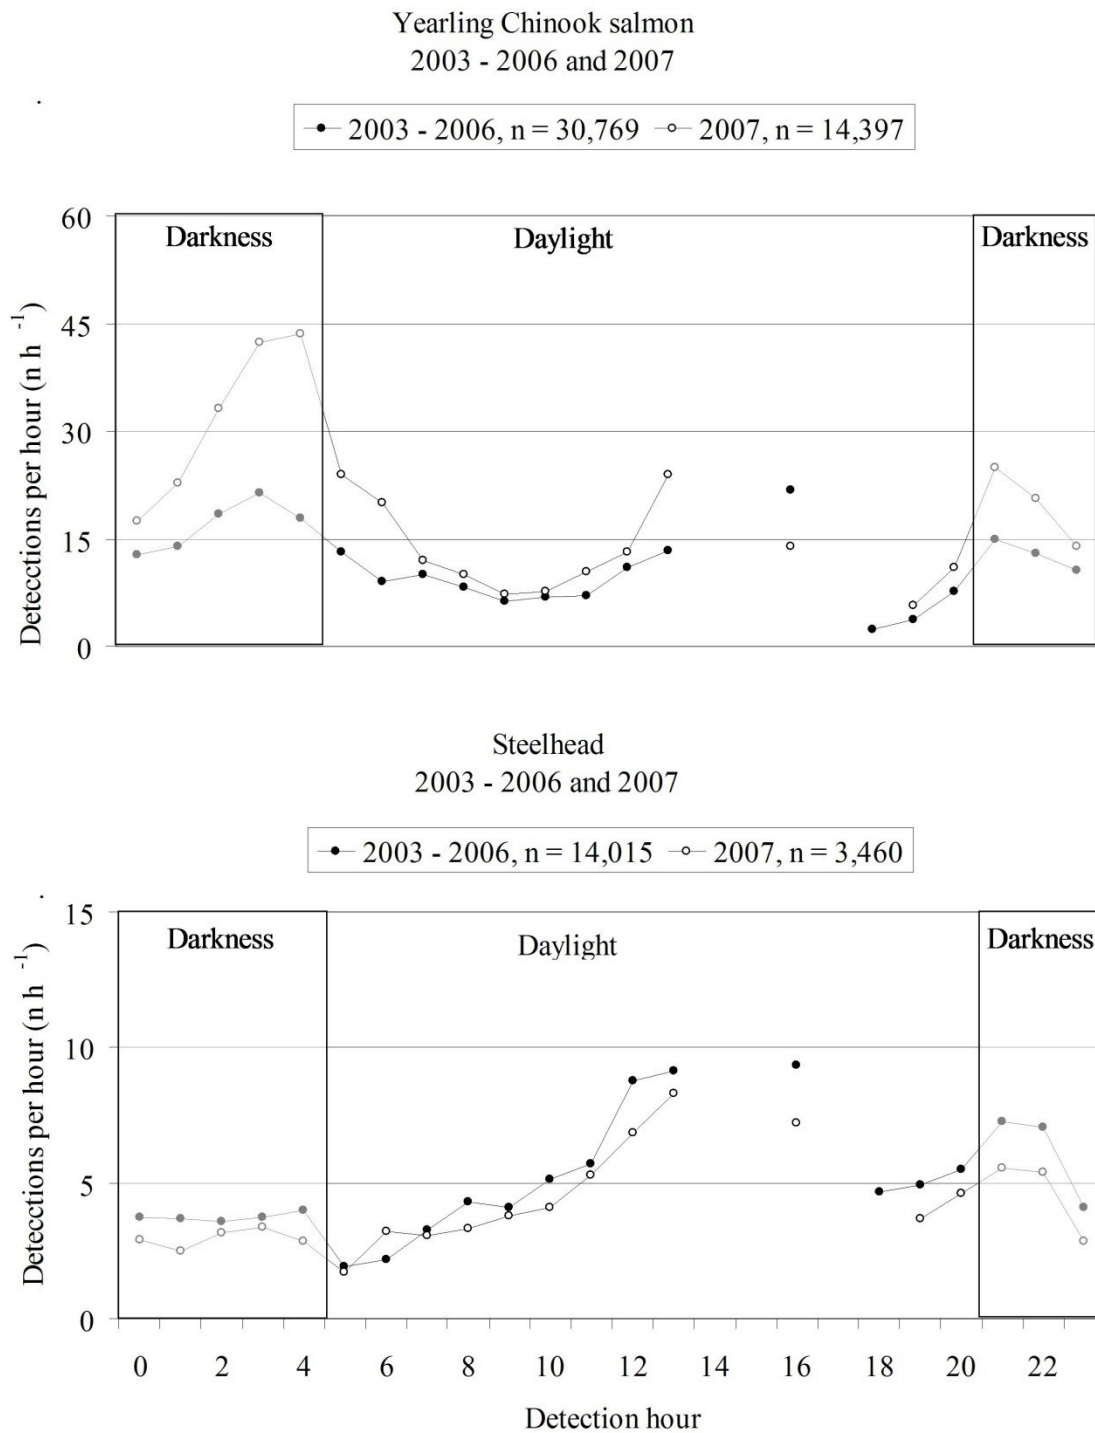 Yearling Chinook salmon
2003 - 2006 and 2007
.
2003 - 2006, n = 30,769 2007, n = 14,397
Detecctions per hour (n h -1)
60
45
30
15
0
Darkness Daylight Darkness
Steelhead
2003 - 2006 and 2007
2003 - 2006, n = 14,015 2007, n = 3,460
.
Detecctions per hour (n h -1)
15
10
5
0
Darkness Daylight Darkness
0 2 4 6 8 10 12 14 16 18 20 22
Detection hour